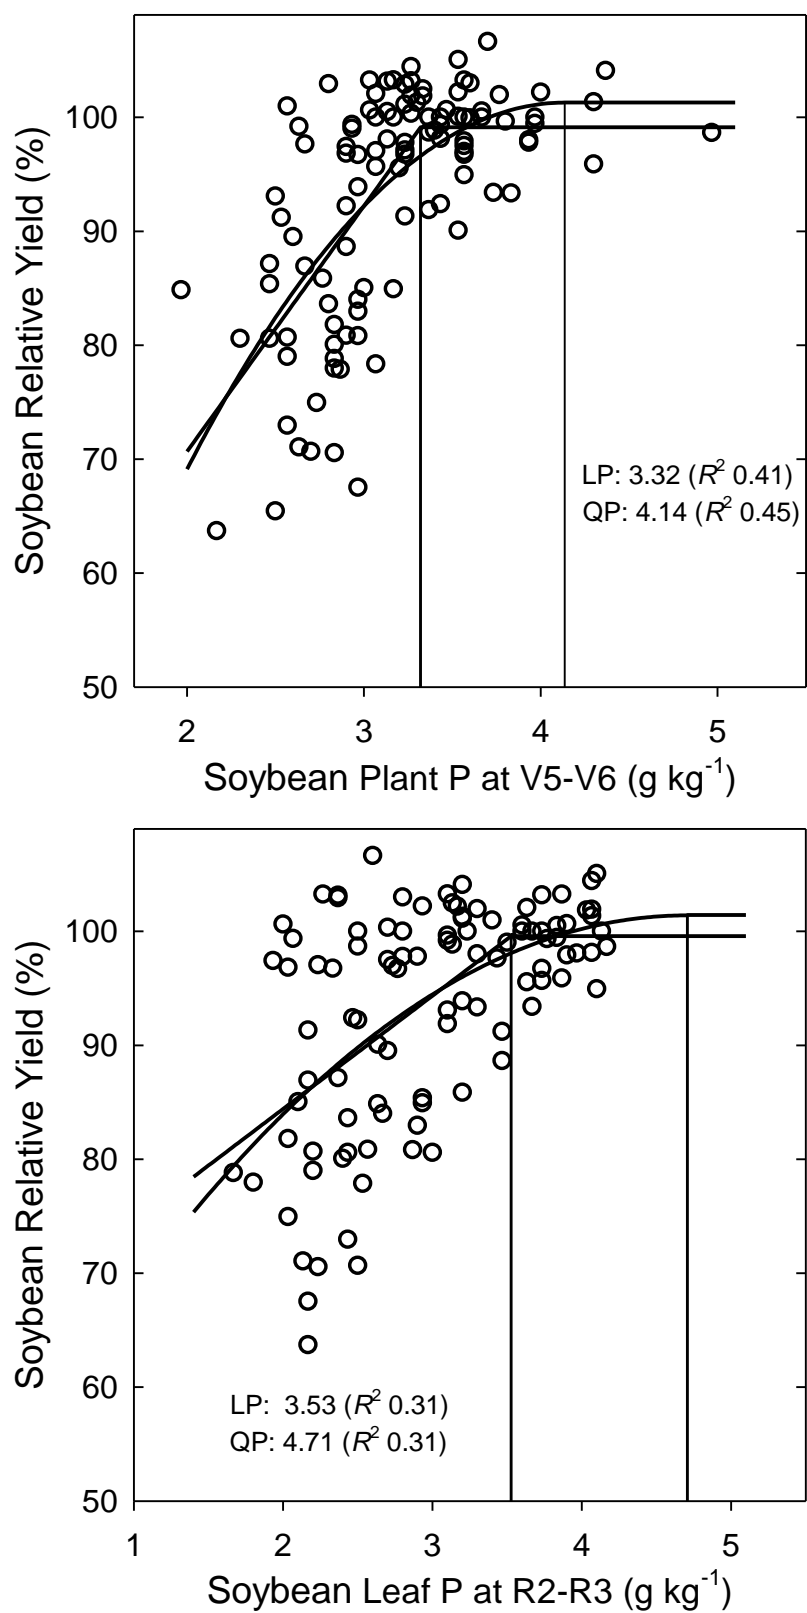 Soybean Relative Yield (%)
100
90
80
70
60
50
LP: 3.32 (R² 0.41)
QP: 4.14 (R² 0.45)
2 3 4 5
Soybean Plant P at V5-V6 (g kg⁻¹)
Soybean Relative Yield (%)
100
90
80
70
60
50
LP: 3.53 (R² 0.31)
QP: 4.71 (R² 0.31)
1 2 3 4 5
Soybean Leaf P at R2-R3 (g kg⁻¹)